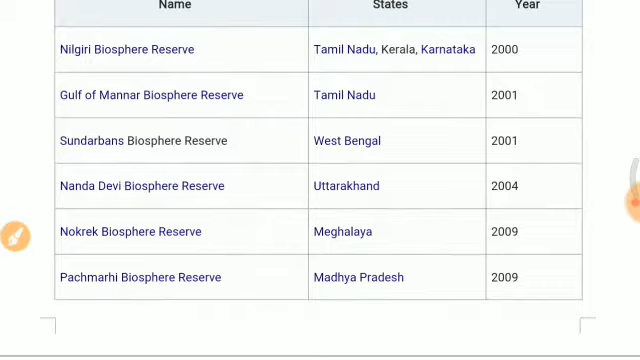 Name States Year
Nilgiri Biosphere Reserve Tamil Nadu, Kerala, Karnataka 2000
Gulf of Mannar Biosphere Reserve Tamil Nadu 2001
Sundarbans Biosphere Reserve West Bengal 2001
Nanda Devi Biosphere Reserve Uttarakhand 2004
Nokrek Biosphere Reserve Meghalaya 2009
Pachmarhi Biosphere Reserve Madhya Pradesh 2009